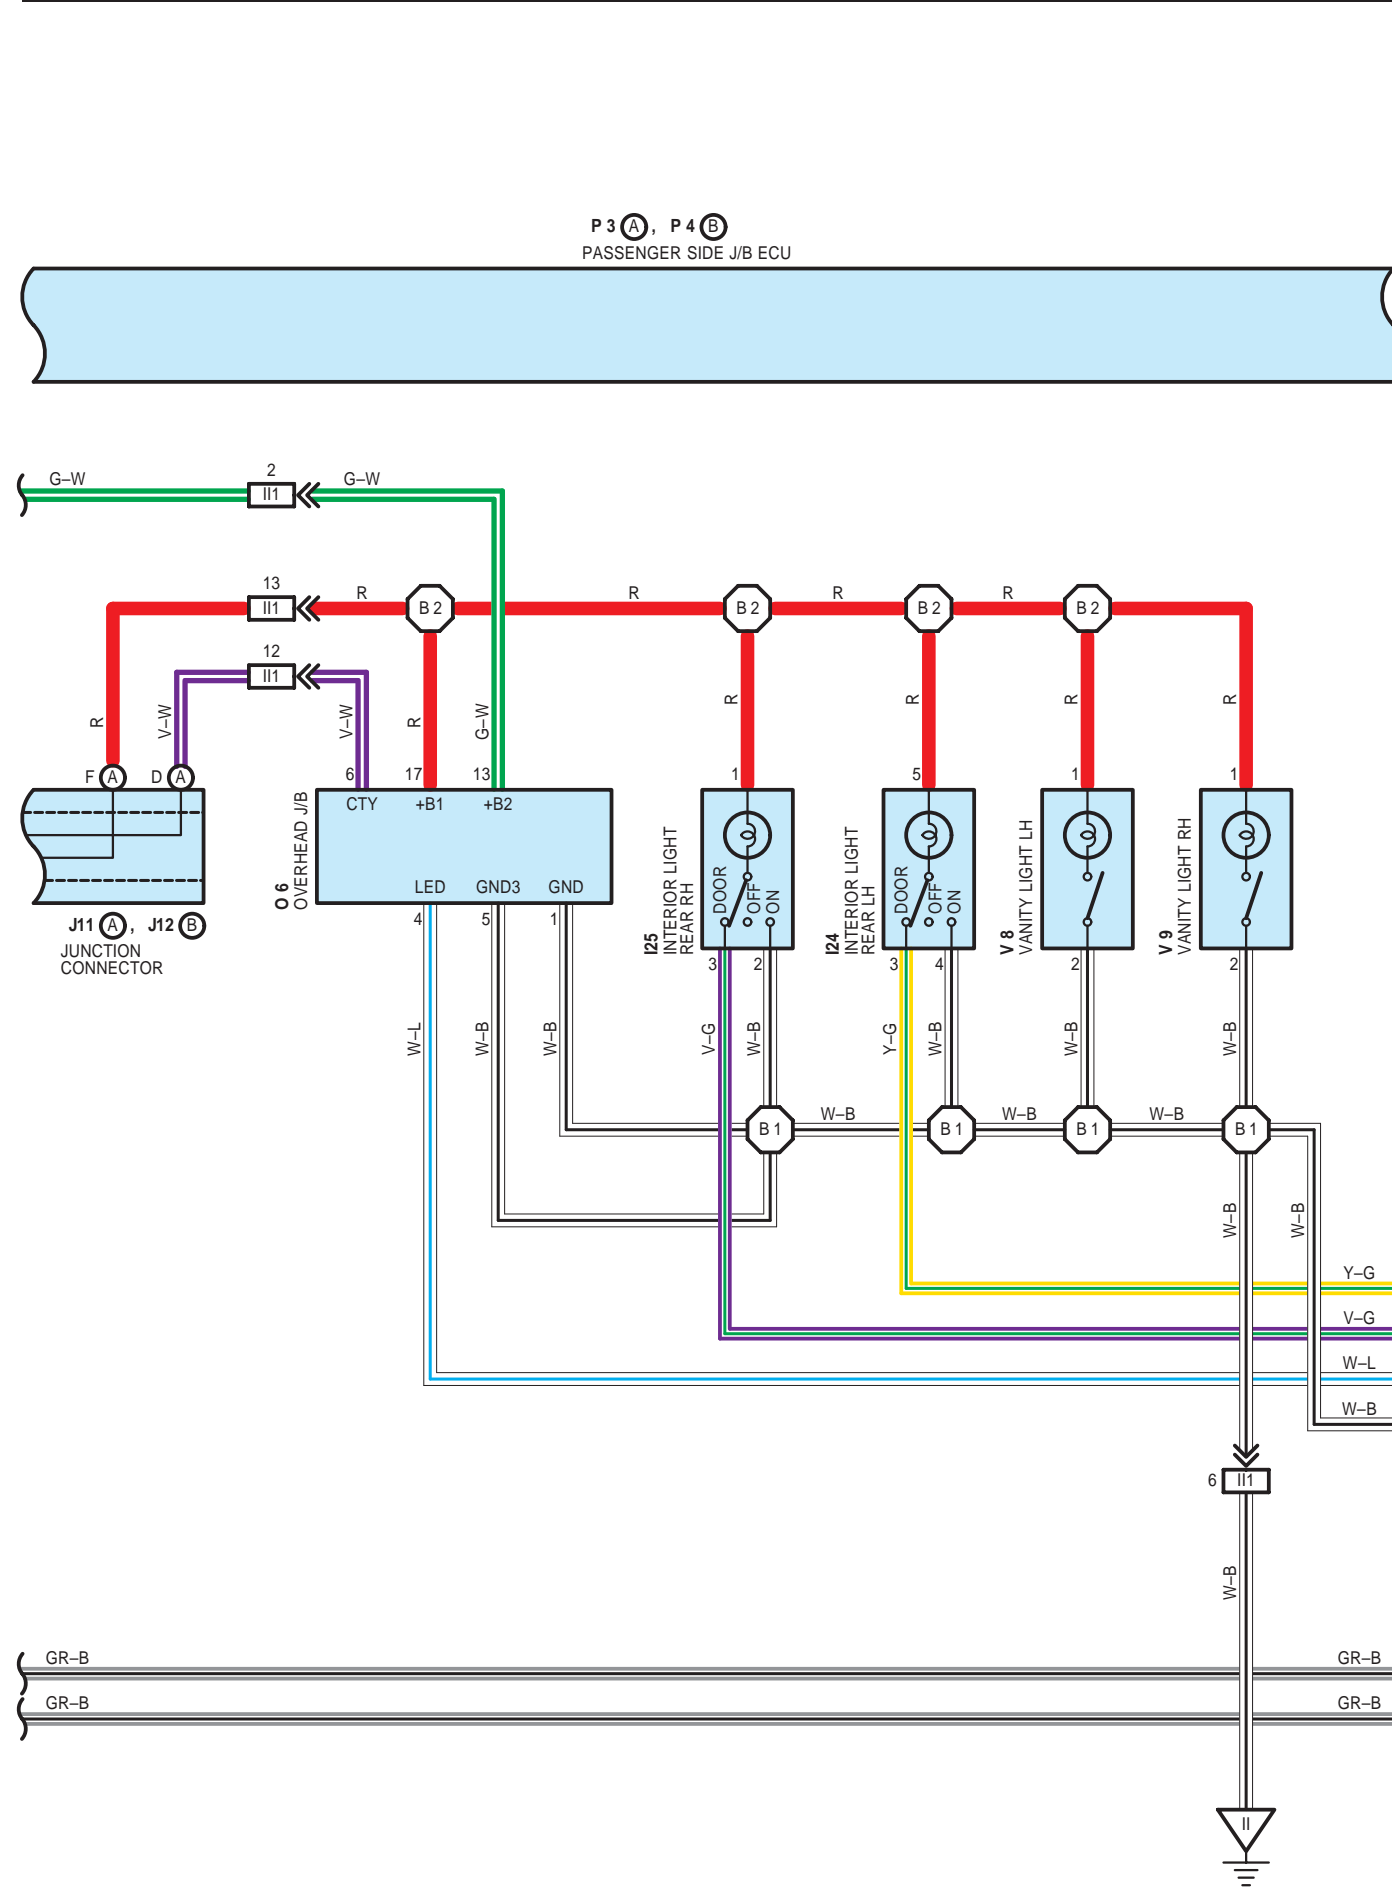 P 3 A , P 4 B
PASSENGER SIDE J/B ECU
G–W
2
II1
G–W
13
II1
R
B 2
R
B 2
R
B 2
R
B 2
12
II1
R
V–W
V–W
R
G–W
R
R
R
R
F A
D A
6
17
13
1
5
1
1
CTY
+B1
+B2
LED
GND3
GND
O 6
OVERHEAD J/B
DOOR
OFF
ON
I25
INTERIOR LIGHT
REAR RH
DOOR
OFF
ON
I24
INTERIOR LIGHT
REAR LH
V 8
VANITY LIGHT LH
V 9
VANITY LIGHT RH
J11 A , J12 B
JUNCTION
CONNECTOR
4
5
1
3
2
3
4
2
2
W–L
W–B
W–B
V–G
W–B
Y–G
W–B
W–B
W–B
B 1
W–B
B 1
W–B
B 1
W–B
B 1
W–B
W–B
Y–G
V–G
W–L
W–B
6
II1
W–B
GR–B
GR–B
GR–B
GR–B
II